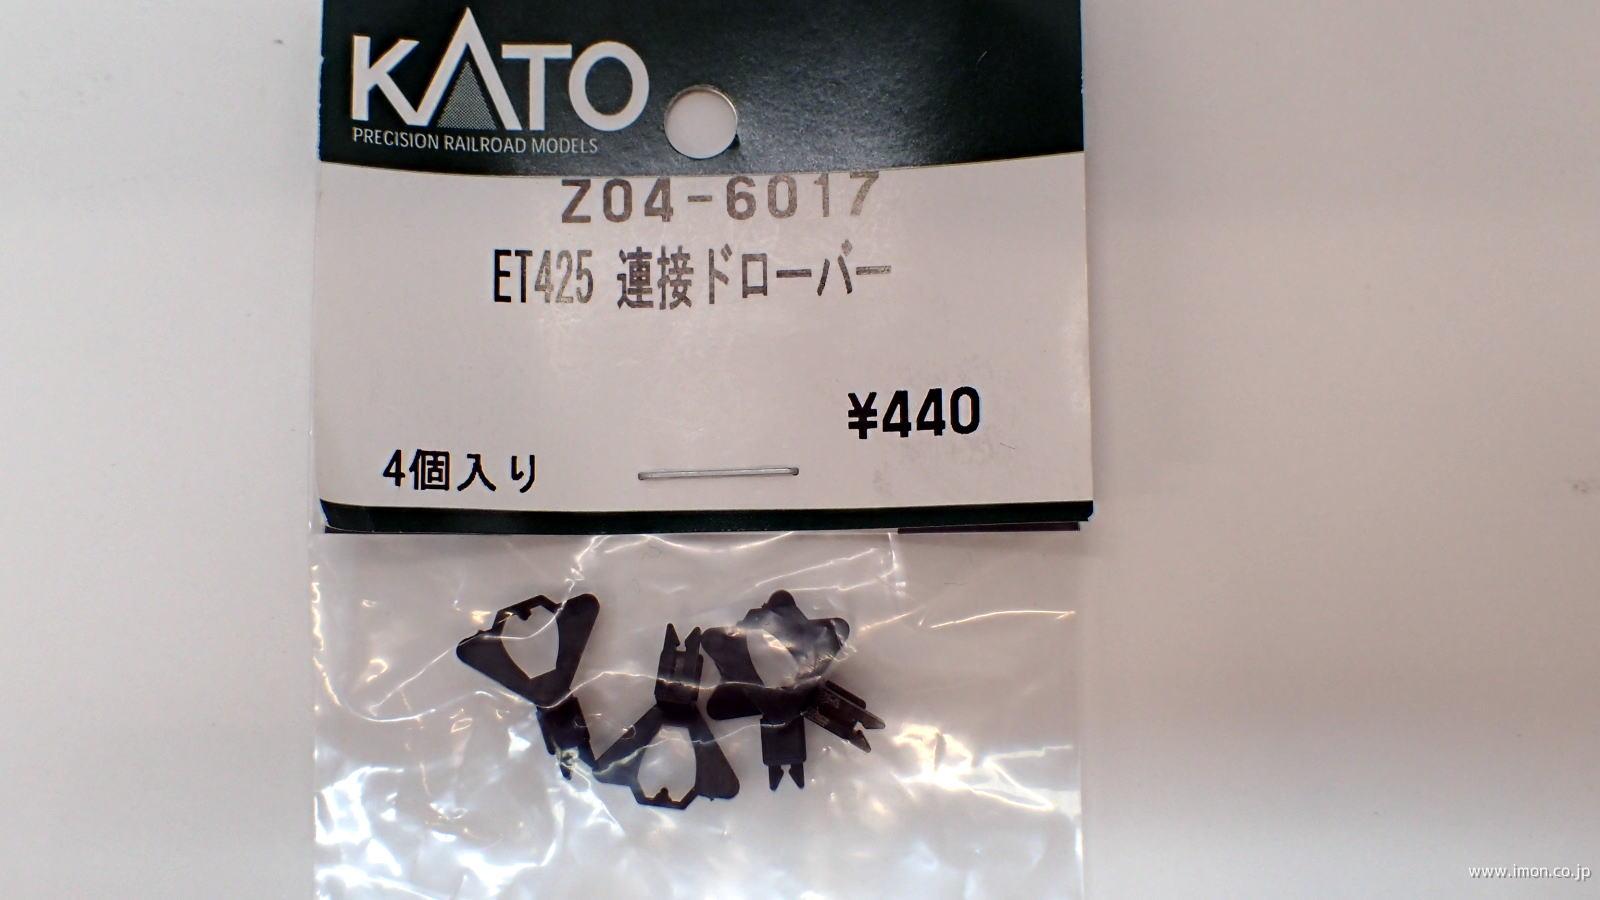 KATO
PRECISION RAILROAD MODELS
Z04-6017
ET425 連接ドローバー
¥440
4個入り
www.imon.co.jp